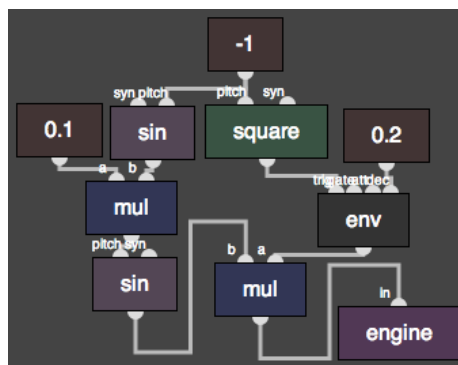 -1
syn pitch
pitch
syn
0.1
sin
square
0.2
a
b
trig gate att dec
mul
env
pitch syn
b
a
sin
mul
in
engine